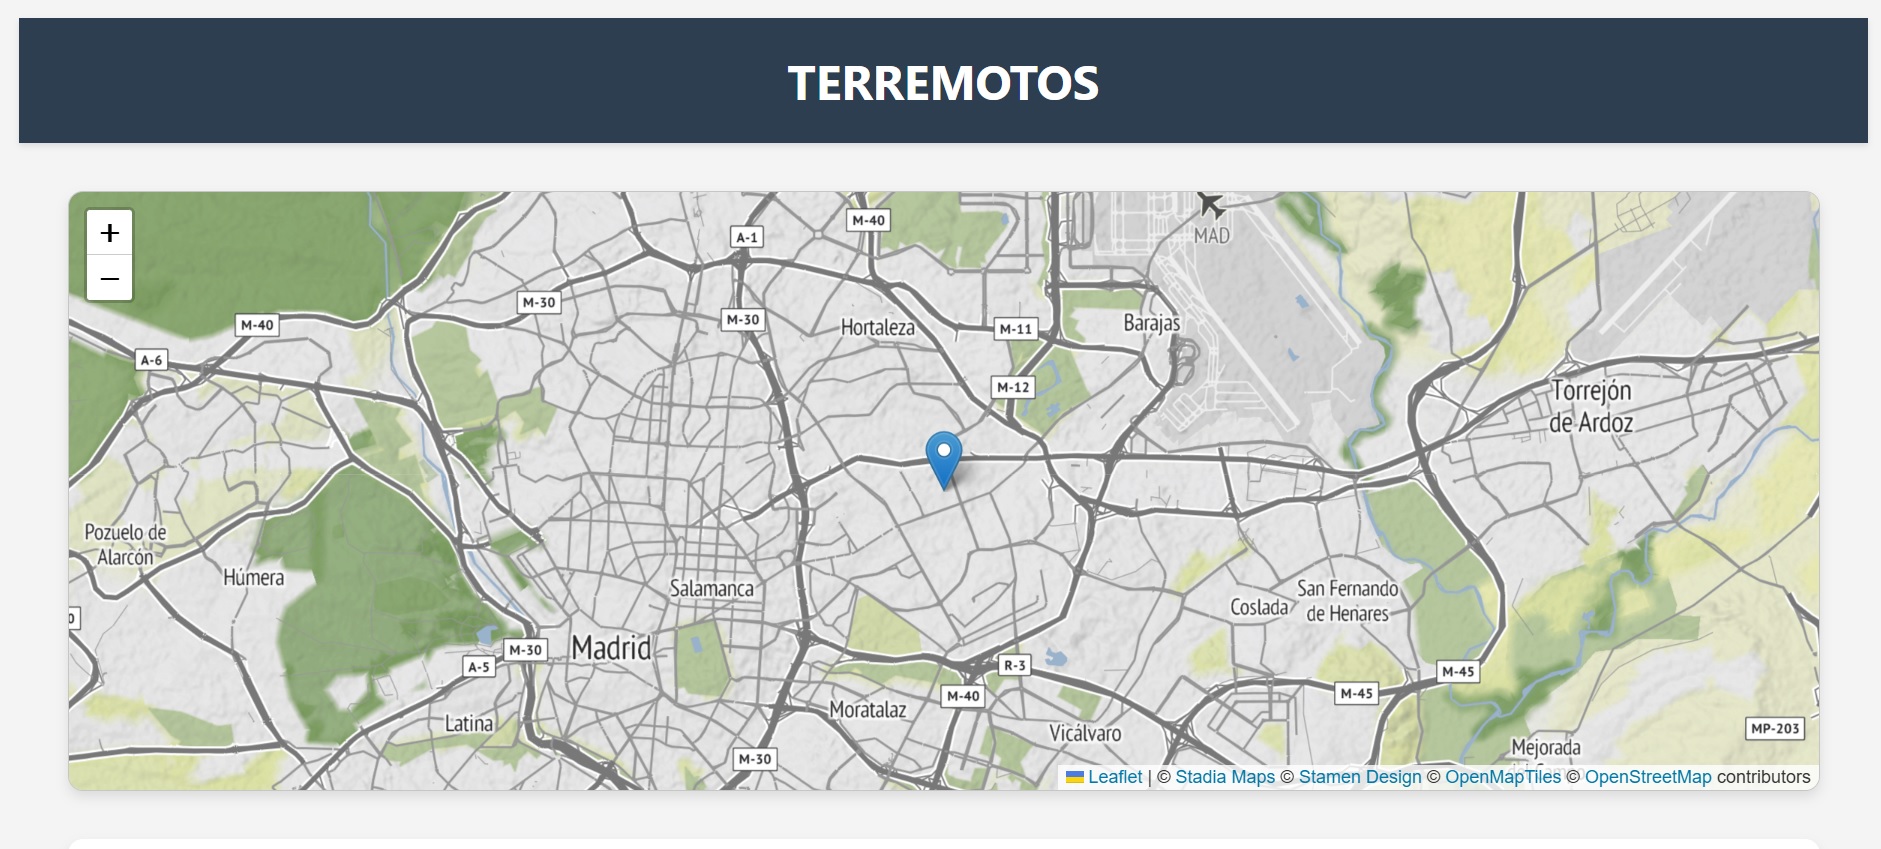 TERREMOTOS
+
−
M-40
A-1
MAD
M-30
M-30
M-40
Hortaleza
M-11
Barajas
A-6
M-12
Torrejón
de Ardoz
Pozuelo de
Alarcón
Húmera
Salamanca
San Fernando
de Henares
Coslada
Madrid
M-30
A-5
R-3
M-45
M-40
M-45
Latina
Moratalaz
Vicálvaro
MP-203
M-30
Mejorada
Leaflet | © Stadia Maps © Stamen Design © OpenMapTiles © OpenStreetMap contributors